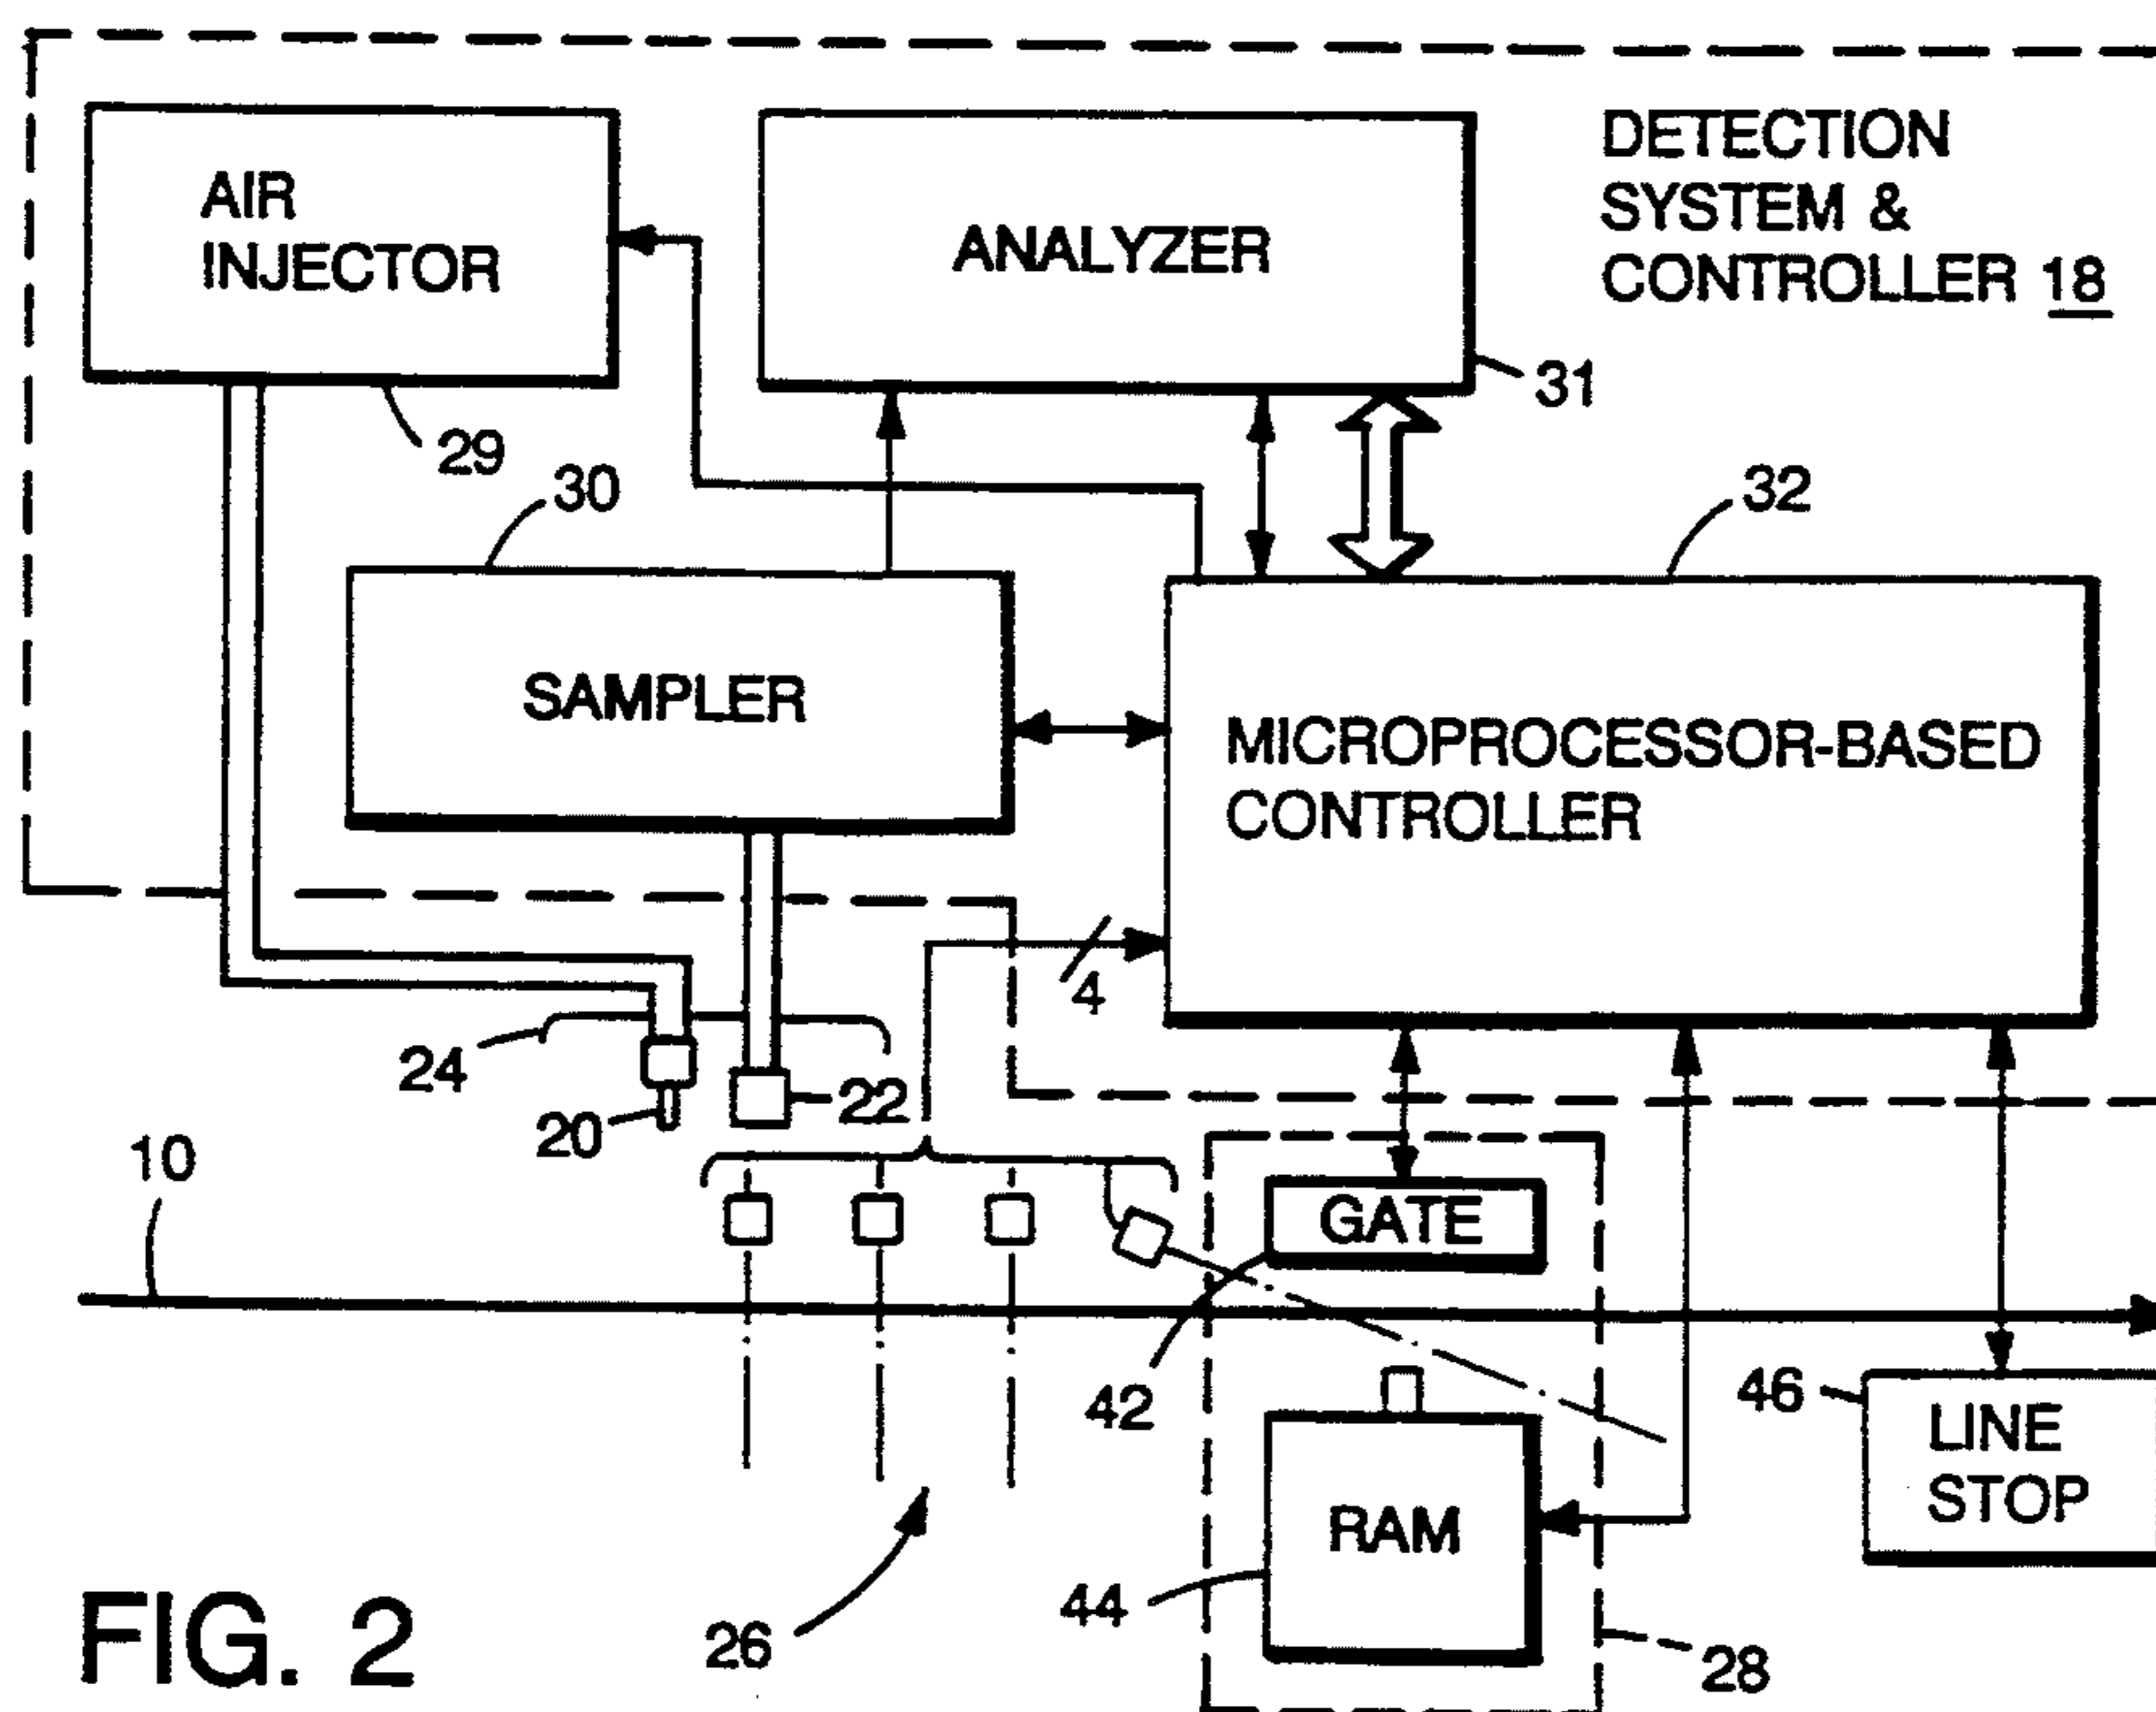 DETECTION
SYSTEM &
CONTROLLER 18
AIR
INJECTOR
ANALYZER
31
29
30
32
SAMPLER
MICROPROCESSOR-BASED
CONTROLLER
4
24
22
20
10
GATE
42
46
LINE
STOP
RAM
44
26
28
FIG. 2